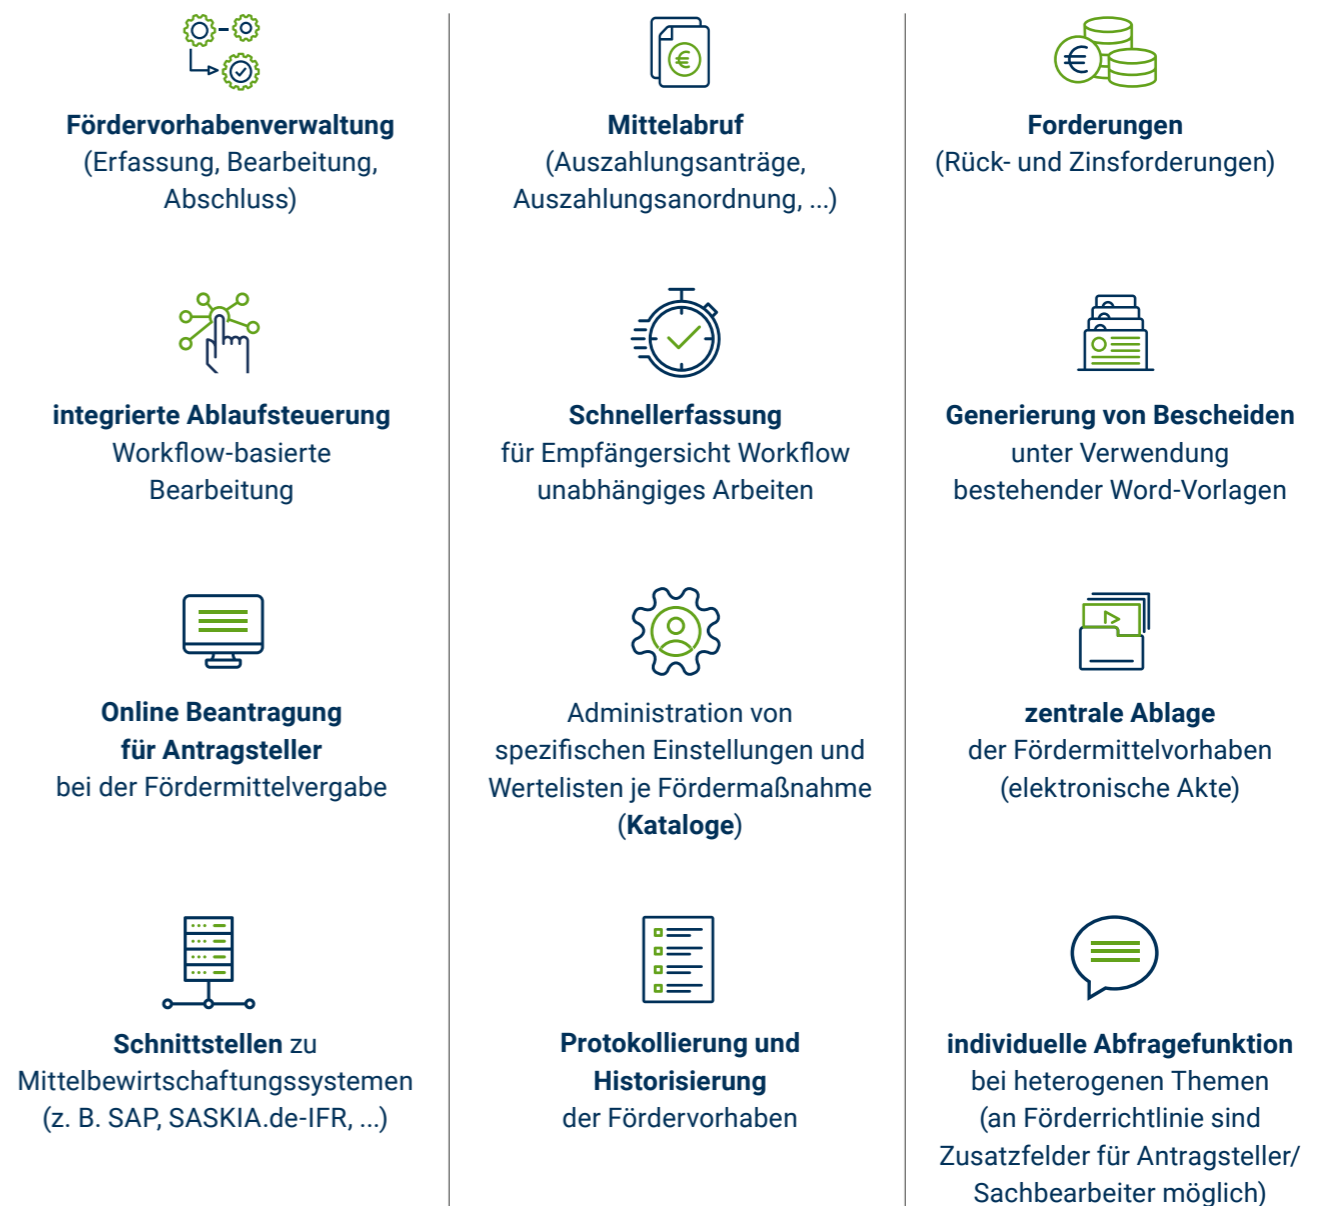 Fördervorhabenverwaltung
(Erfassung, Bearbeitung,
Abschluss)
Mittelabruf
(Auszahlungsanträge,
Auszahlungsanordnung, ...)
Forderungen
(Rück- und Zinsforderungen)
integrierte Ablaufsteuerung
Workflow-basierte
Bearbeitung
Schnellerfassung
für Empfängersicht Workflow
unabhängiges Arbeiten
Generierung von Bescheiden
unter Verwendung
bestehender Word-Vorlagen
Online Beantragung
für Antragsteller
bei der Fördermittelvergabe
Administration von
spezifischen Einstellungen und
Wertelisten je Fördermaßnahme
(Kataloge)
zentrale Ablage
der Fördermittelvorhaben
(elektronische Akte)
Schnittstellen zu
Mittelbewirtschaftungssystemen
(z. B. SAP, SASKIA.de-IFR, ...)
Protokollierung und
Historisierung
der Fördervorhaben
individuelle Abfragefunktion
bei heterogenen Themen
(an Förderrichtlinie sind
Zusatzfelder für Antragsteller/
Sachbearbeiter möglich)